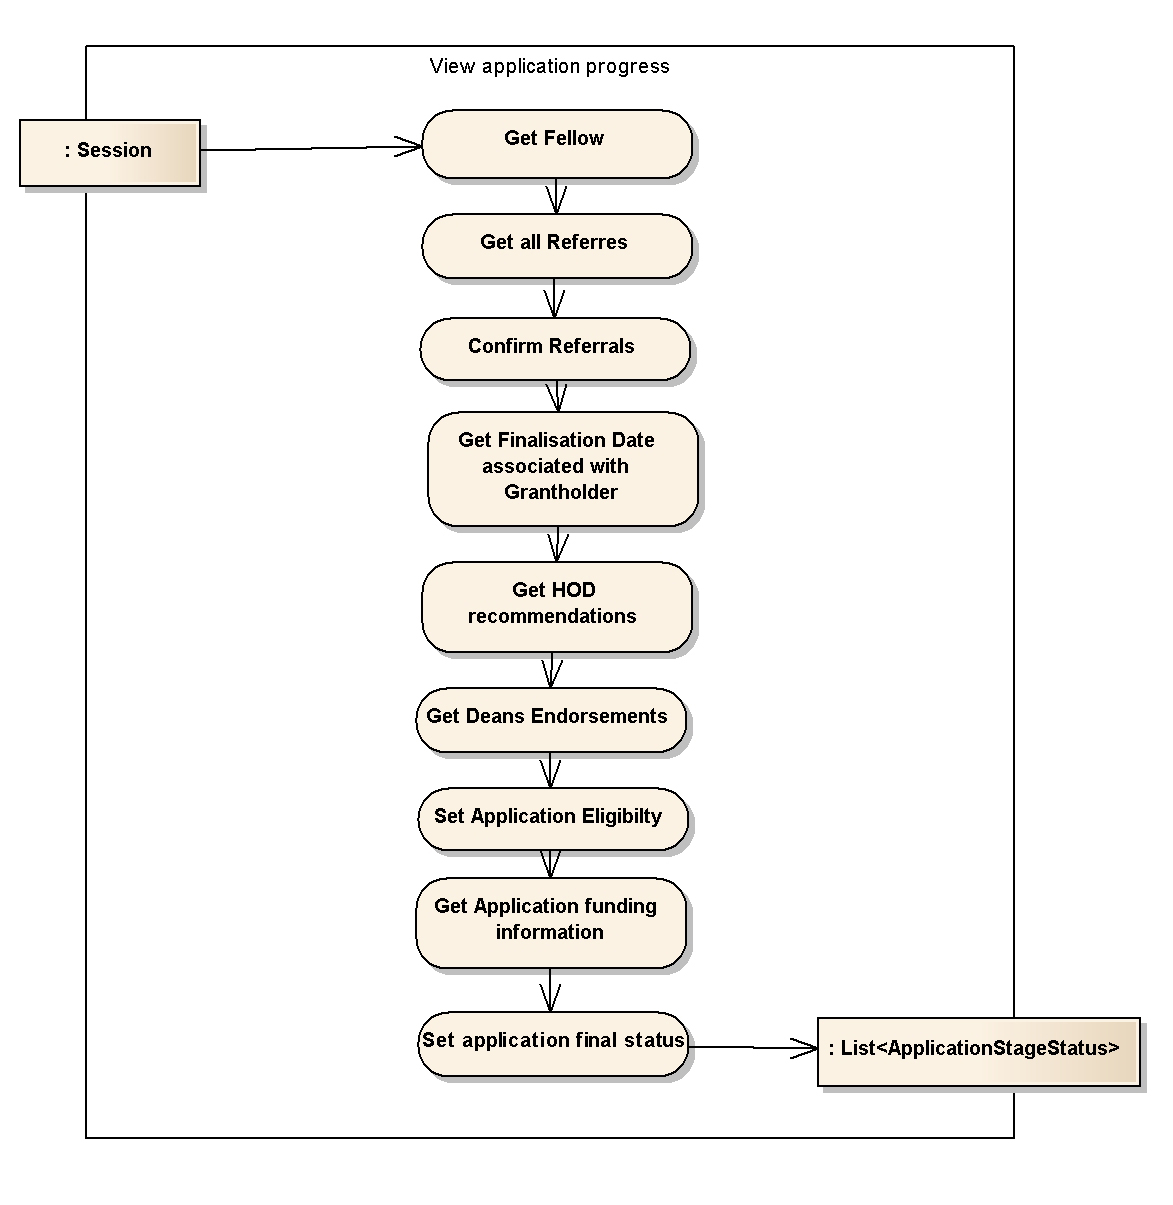 View application progress
: Session
Get Fellow
Get all Referres
Confirm Referrals
Get Finalisation Date
associated with
Grantholder
Get HOD
recommendations
Get Deans Endorsements
Set Application Eligibilty
Get Application funding
information
Set application final status
: List<ApplicationStageStatus>